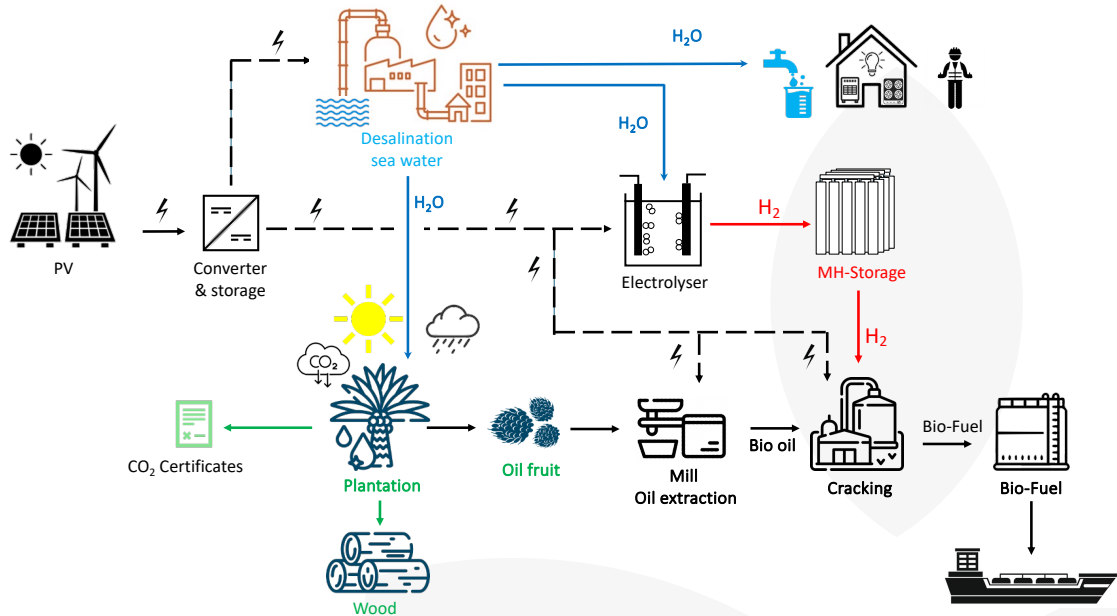 H₂O
H₂O
Desalination
sea water
H₂O
PV
Converter
& storage
Electrolyser
H₂
MH-Storage
H₂
CO₂
CO₂ Certificates
Plantation
Oil fruit
Mill
Oil extraction
Bio oil
Cracking
Bio-Fuel
Bio-Fuel
Wood